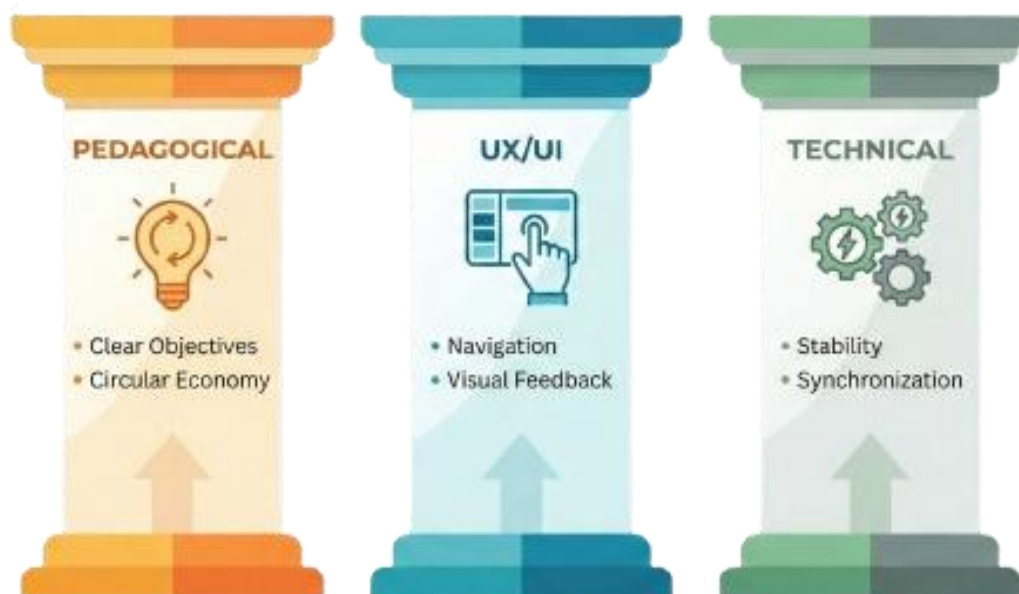 PEDAGOGICAL
• Clear Objectives
• Circular Economy
UX/UI
• Navigation
• Visual Feedback
TECHNICAL
• Stability
• Synchronization